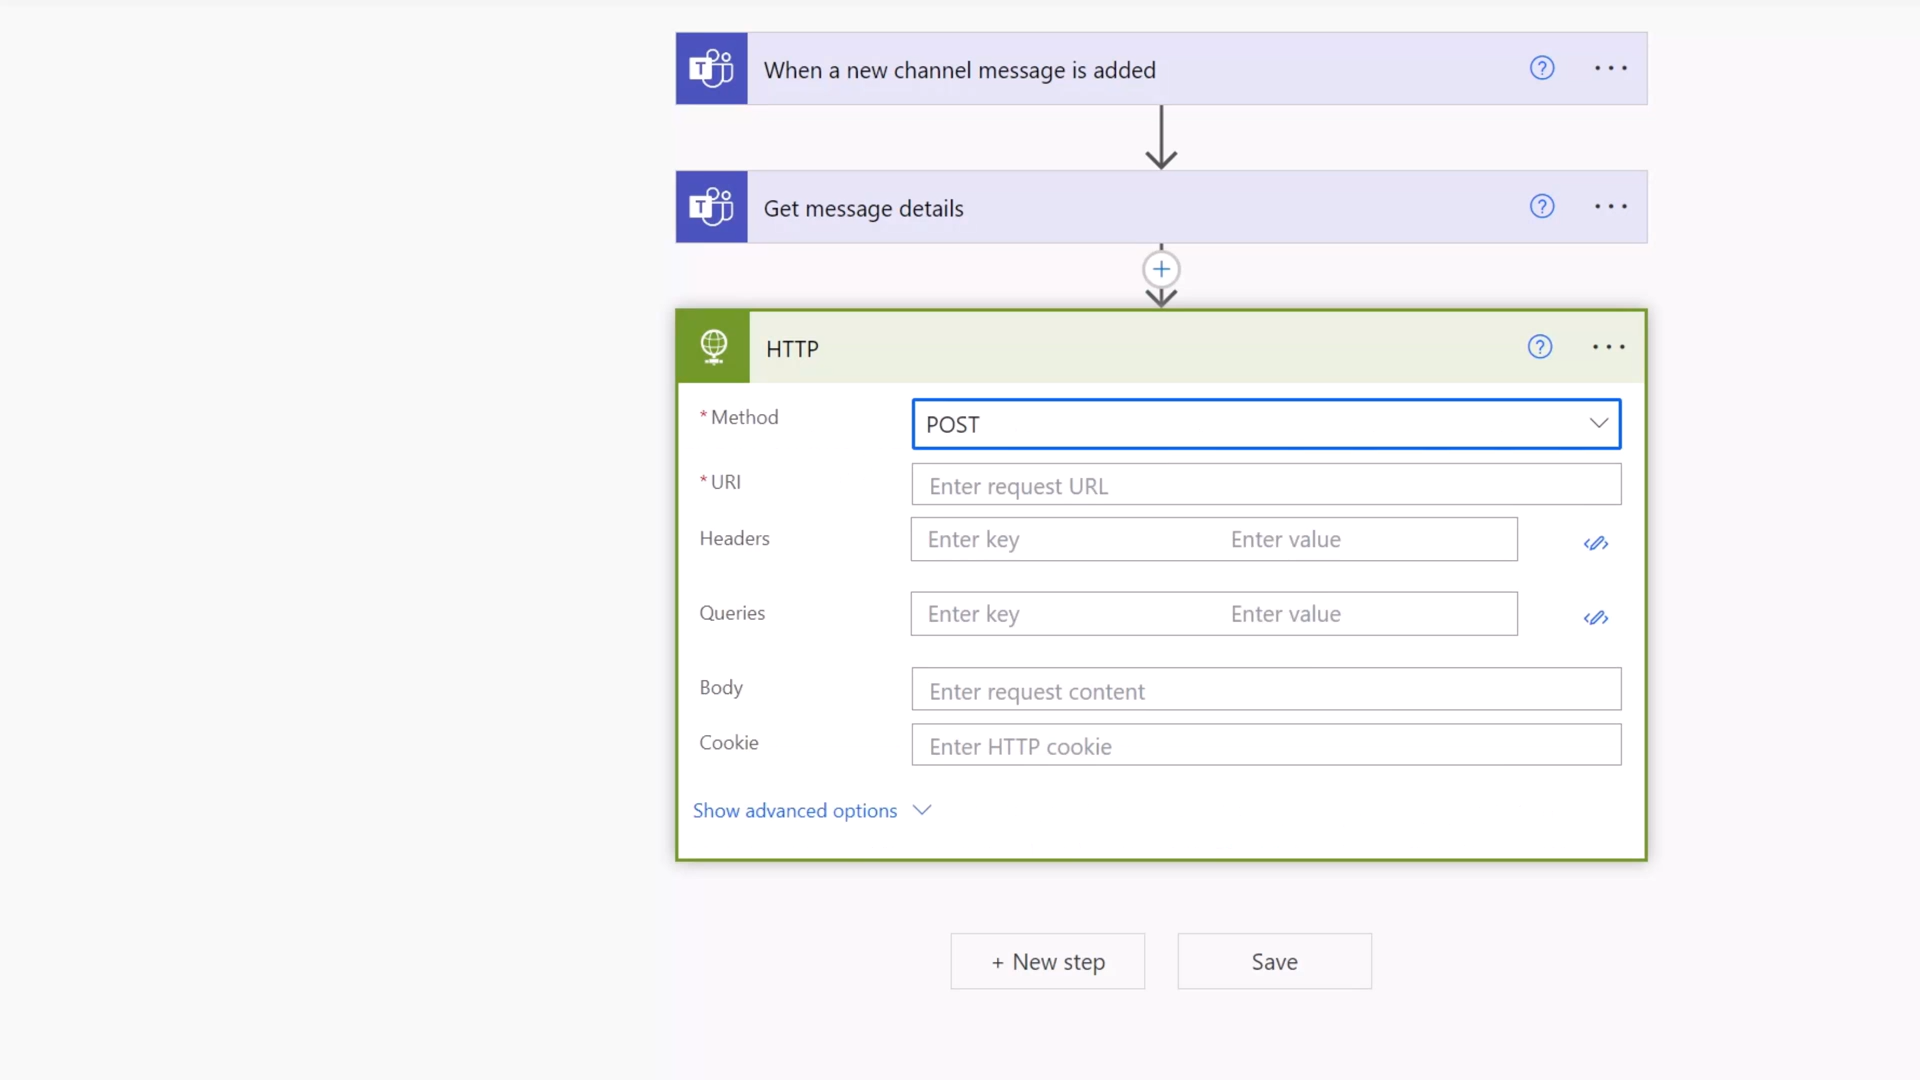 When a new channel message is added
Get message details
HTTP
* Method
POST
* URI
Enter request URL
Headers
Enter key
Enter value
Queries
Enter key
Enter value
Body
Enter request content
Cookie
Enter HTTP cookie
Show advanced options
+ New step
Save